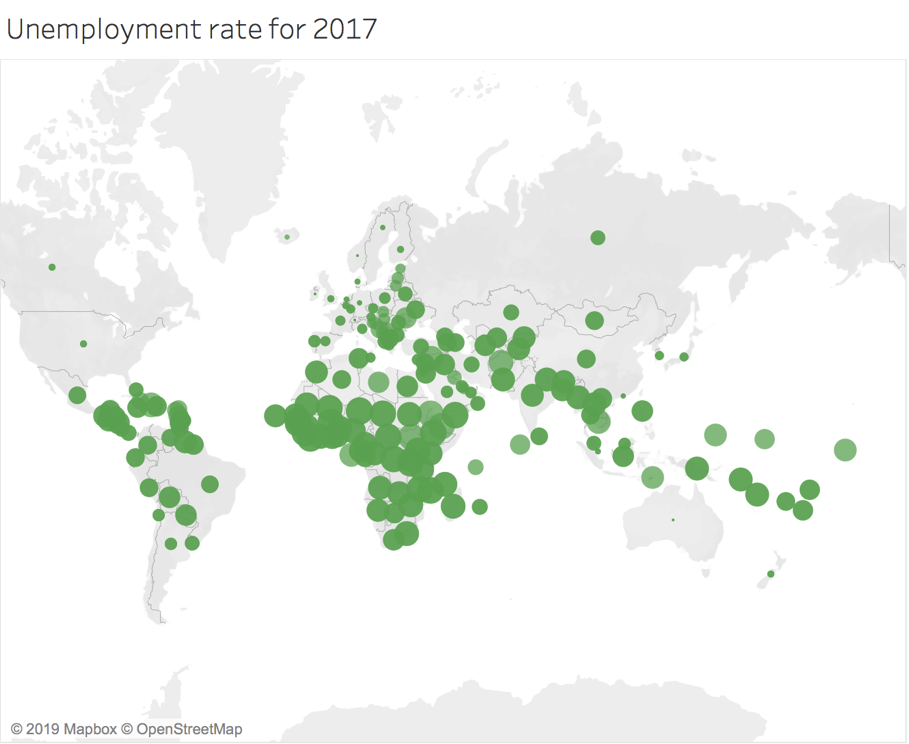 Unemployment rate for 2017
© 2019 Mapbox © OpenStreetMap